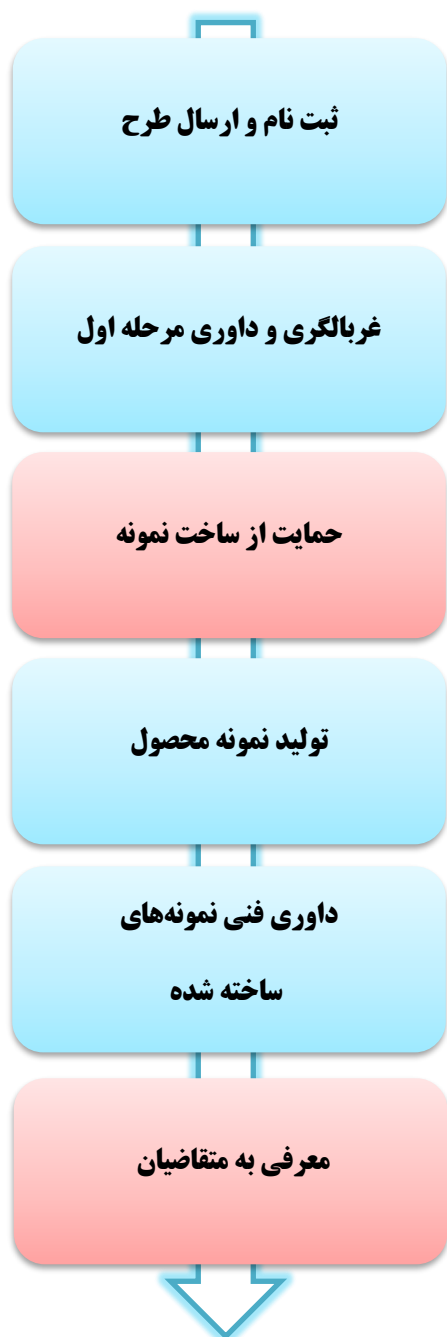 ثبت نام و ارسال طرح
غربالگری و داوری مرحله اول
حمایت از ساخت نمونه
تولید نمونه محصول
داوری فنی نمونه‌های
ساخته شده
معرفی به متقاضیان